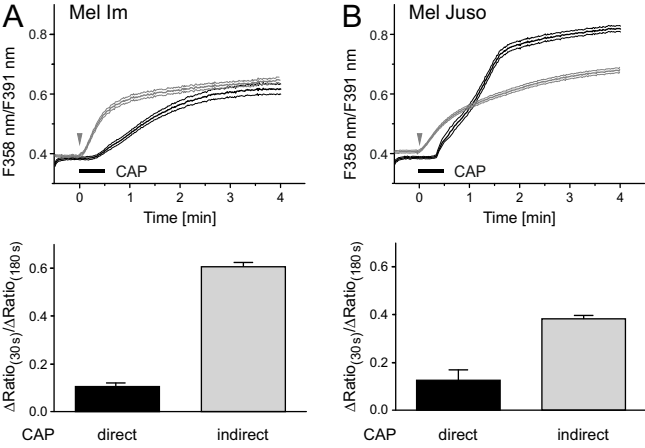 A
Mel Im
F358 nm/F391 nm
0.8
0.6
0.4
CAP
0
1
2
3
4
Time [min]
B
Mel Juso
F358 nm/F391 nm
0.8
0.6
0.4
CAP
0
1
2
3
4
Time [min]
ΔRatio(30 s)/ΔRatio(180 s)
0.6
0.4
0.2
0.0
CAP
direct
indirect
ΔRatio(30 s)/ΔRatio(180 s)
0.6
0.4
0.2
0.0
CAP
direct
indirect